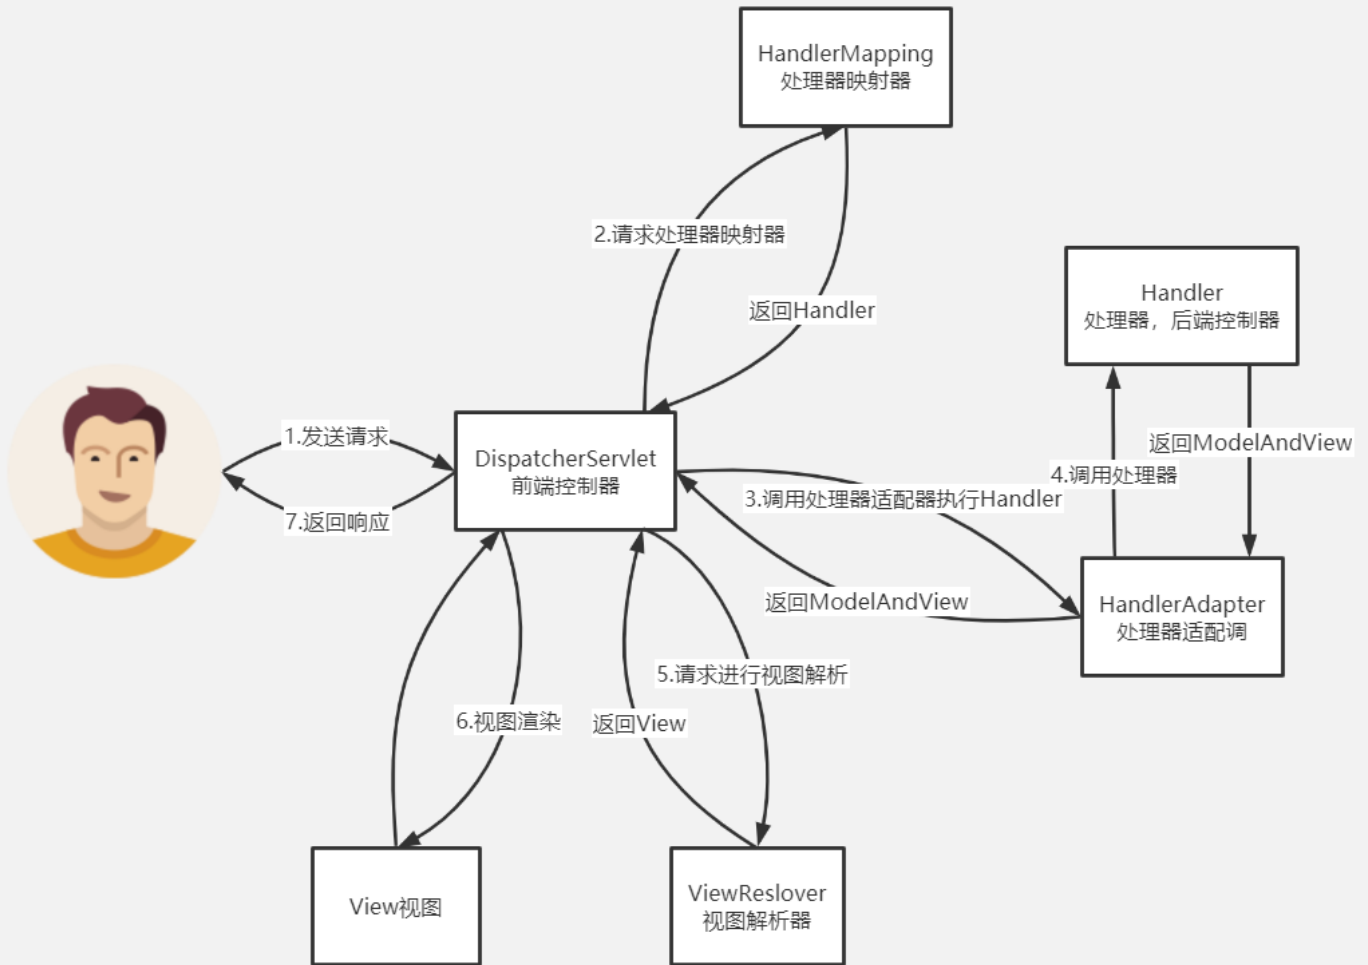 HandlerMapping
处理器映射器
2.请求处理器映射器
返回Handler
Handler
处理器，后端控制器
1.发送请求
DispatcherServlet
前端控制器
7.返回响应
3.调用处理器适配器执行Handler
4.调用处理器
返回ModelAndView
返回ModelAndView
HandlerAdapter
处理器适配调
5.请求进行视图解析
6.视图渲染
返回View
View视图
ViewReslover
视图解析器